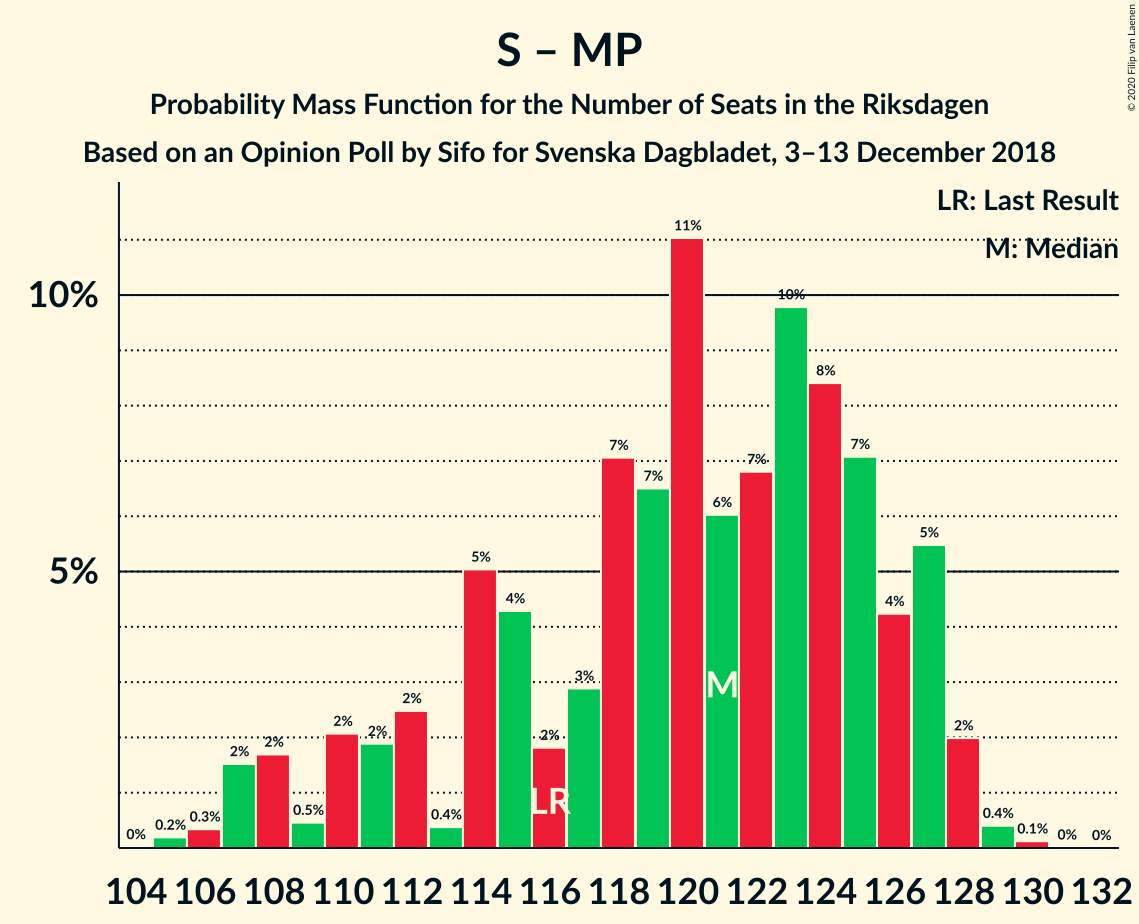 © 2020 Filip van Laenen
S – MP
Probability Mass Function for the Number of Seats in the Riksdagen
Based on an Opinion Poll by Sifo for Svenska Dagbladet, 3–13 December 2018
LR: Last Result
M: Median
10%
5%
0% 0.2% 0.3% 2% 2% 0.5% 2% 2% 2% 0.4% 5% 4% 2% 3% 7% 7% 11% 6% 7% 10% 8% 7% 4% 5% 2% 0.4% 0.1% 0% 0%
M
LR
104 106 108 110 112 114 116 118 120 122 124 126 128 130 132